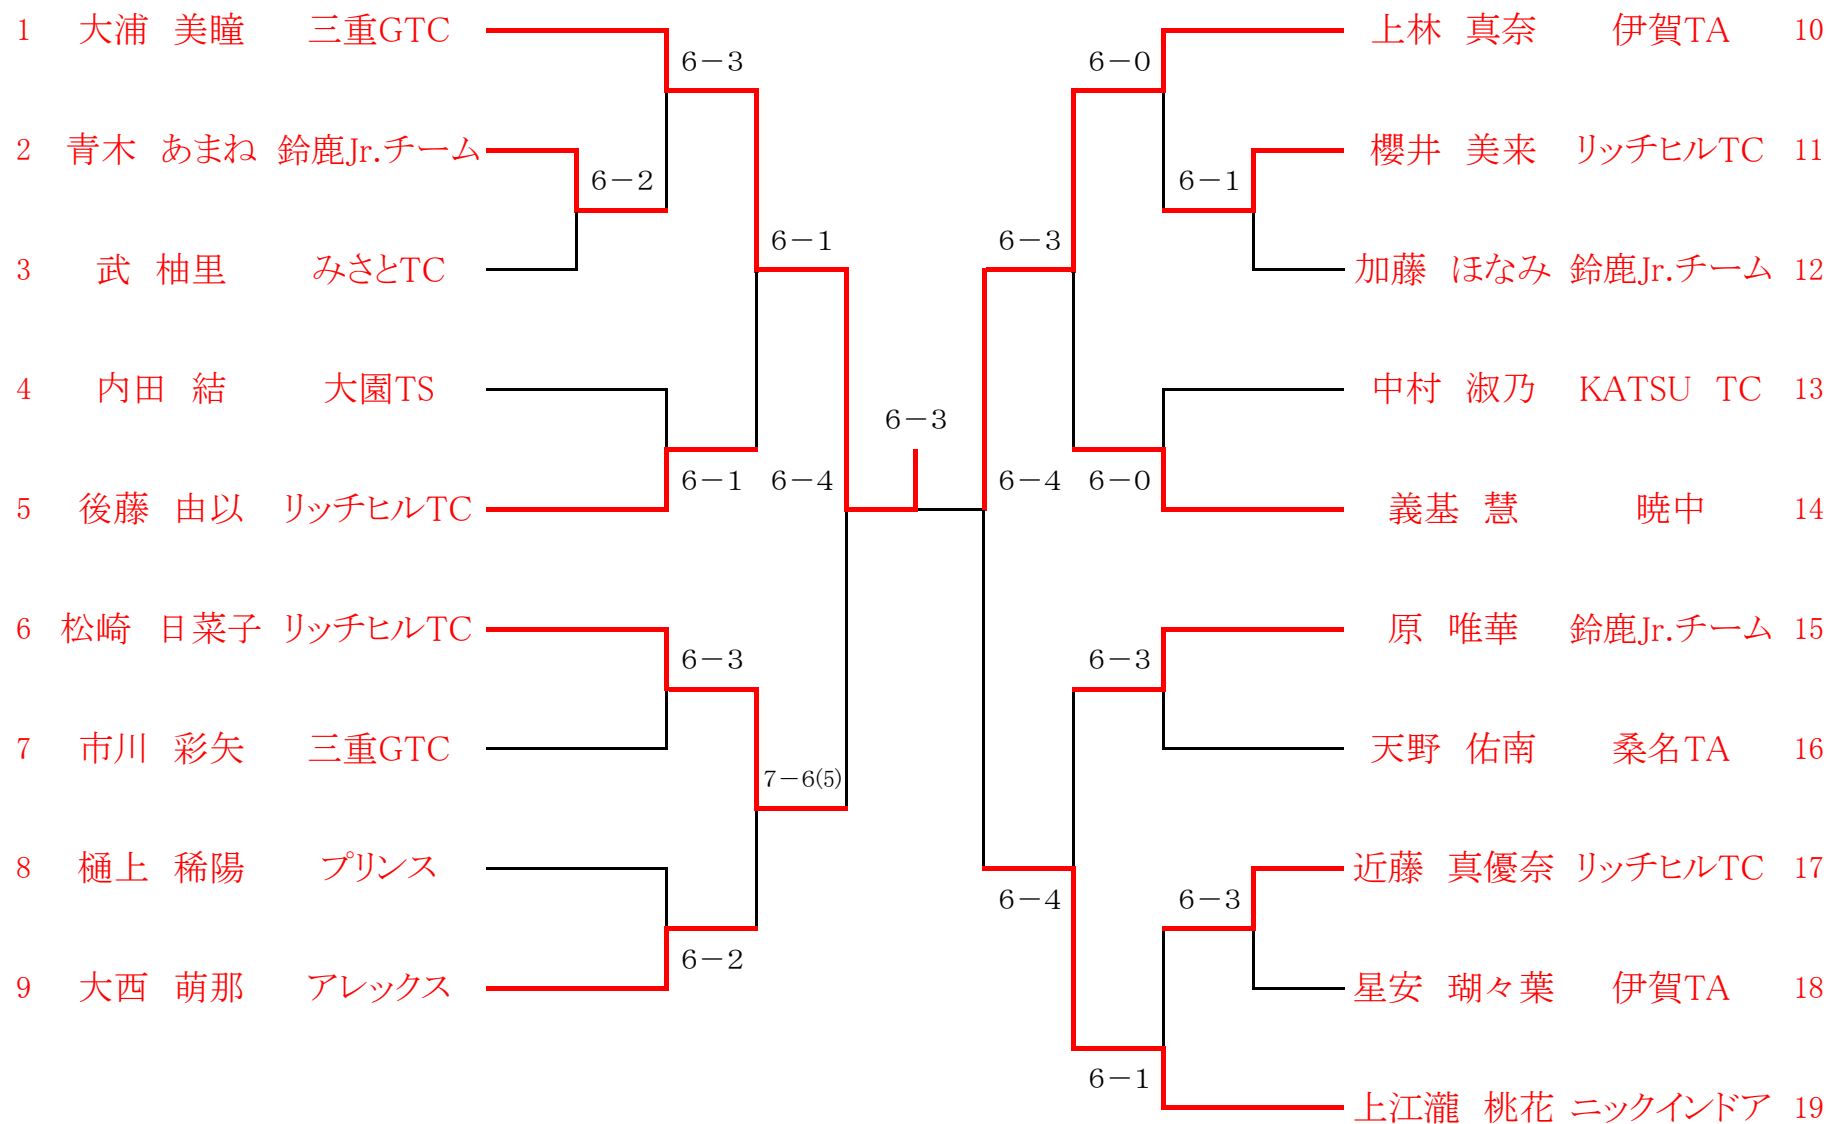 1 大浦 美瞳 三重GTC
6－3
2 青木 あまね 鈴鹿Jr.チーム
6－2
3 武 柚里 みさとTC
6－1
4 内田 結 大園TS
6－1
5 後藤 由以 リッチヒルTC
6－4
6－3
6 松崎 日菜子 リッチヒルTC
6－3
7 市川 彩矢 三重GTC
7－6(5)
8 樋上 稀陽 プリンス
6－2
9 大西 萌那 アレックス
上林 真奈 伊賀TA 10
6－0
櫻井 美来 リッチヒルTC 11
6－1
加藤 ほなみ 鈴鹿Jr.チーム 12
6－3
中村 淑乃 KATSU TC 13
6－4
6－0
義基 慧 暁中 14
原 唯華 鈴鹿Jr.チーム 15
6－3
天野 佑南 桑名TA 16
近藤 真優奈 リッチヒルTC 17
6－4
6－3
星安 瑚々葉 伊賀TA 18
6－1
上江瀧 桃花 ニックインドア 19